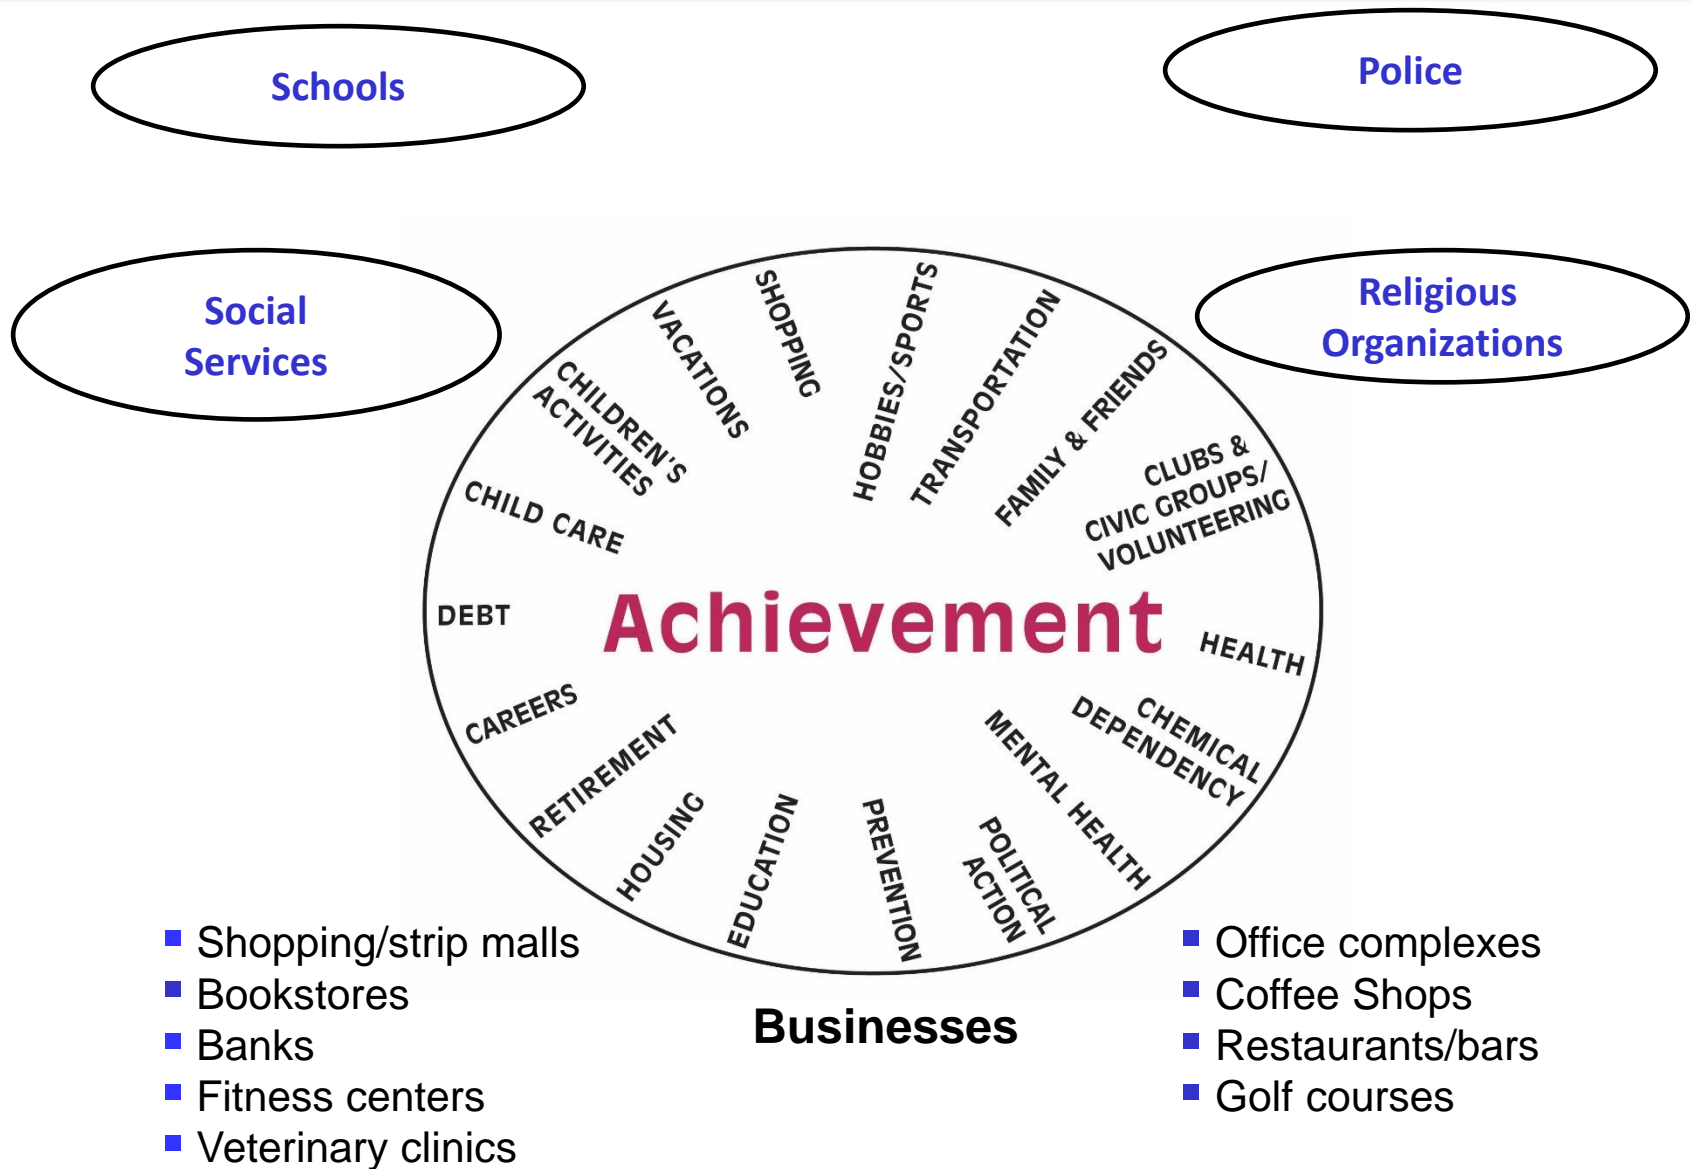 Schools
Police
Social
Services
Religious
Organizations
SHOPPING
HOBBIES/SPORTS
TRANSPORTATION
FAMILY & FRIENDS
CLUBS &
CIVIC GROUPS/
VOLUNTEERING
HEALTH
CHEMICAL
DEPENDENCY
MENTAL HEALTH
POLITICAL
ACTION
PREVENTION
EDUCATION
HOUSING
RETIREMENT
CAREERS
DEBT
CHILD CARE
CHILDREN'S
ACTIVITIES
VACATIONS
Achievement
Businesses
Shopping/strip malls
Bookstores
Banks
Fitness centers
Veterinary clinics
Office complexes
Coffee Shops
Restaurants/bars
Golf courses